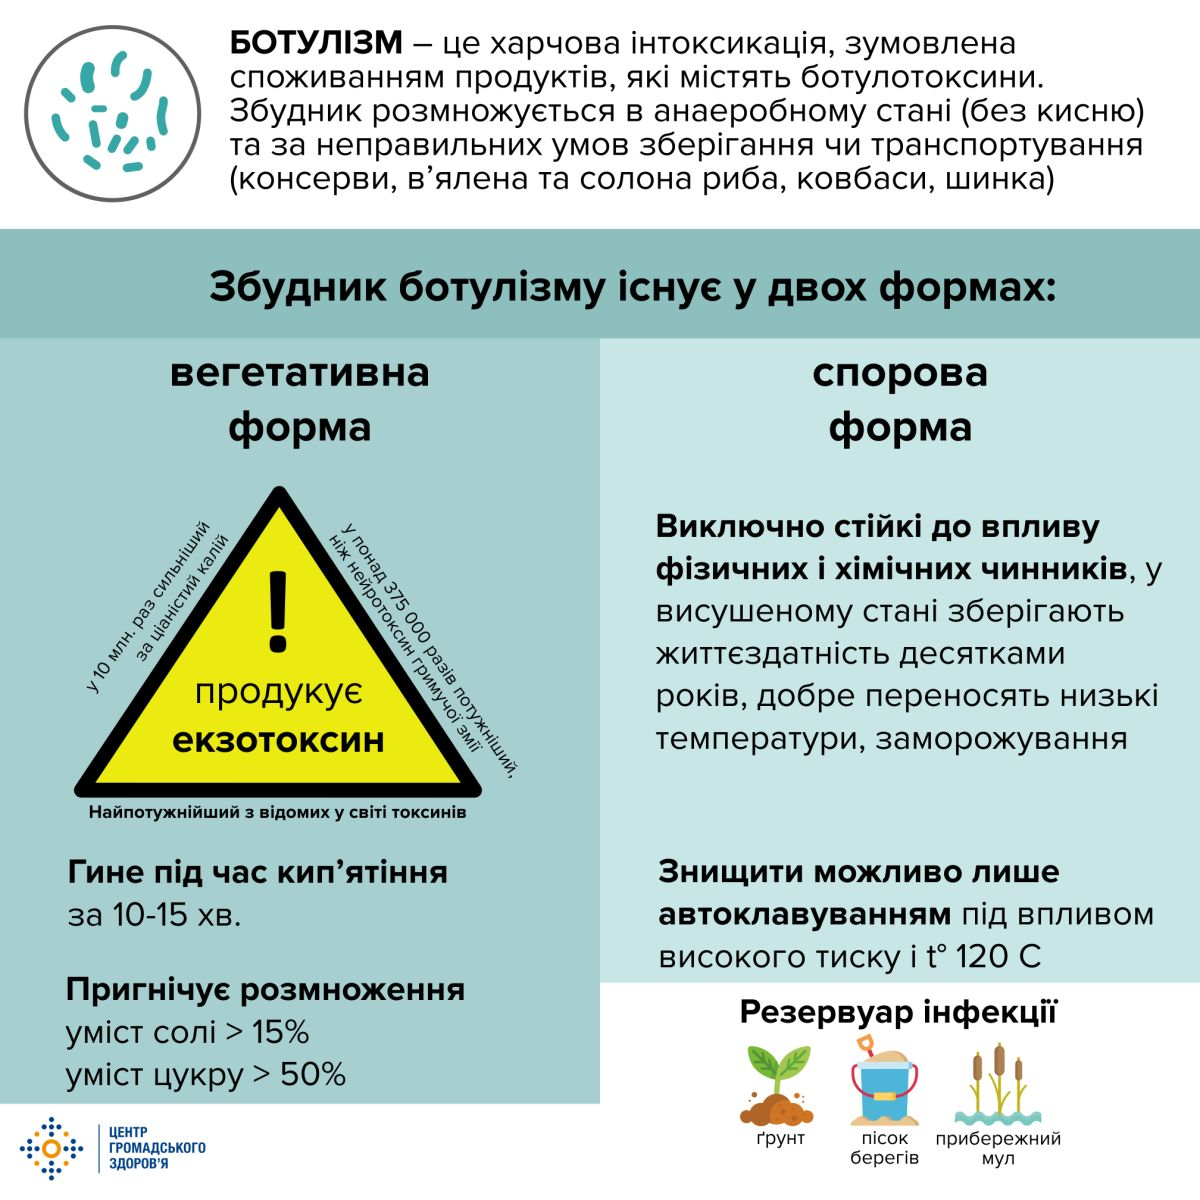 БОТУЛІЗМ – це харчова інтоксикація, зумовлена
споживанням продуктів, які містять ботулотоксини.
Збудник розмножується в анаеробному стані (без кисню)
та за неправильних умов зберігання чи транспортування
(консерви, в’ялена та солона риба, ковбаси, шинка)
Збудник ботулізму існує у двох формах:
вегетативна
форма
у 10 млн. раз сильніший
за ціаністий калій
у понад 375 000 разів потужніший,
ніж нейротоксин гримучої змії
!
продукує
екзотоксин
Найпотужнійший з відомих у світі токсинів
Гине під час кип’ятіння
за 10-15 хв.
Пригнічує розмноження
уміст солі > 15%
уміст цукру > 50%
спорова
форма
Виключно стійкі до впливу
фізичних і хімічних чинників, у
висушеному стані зберігають
життєздатність десятками
років, добре переносять низькі
температури, заморожування
Знищити можливо лише
автоклавуванням під впливом
високого тиску і t° 120 С
Резервуар інфекції
ґрунт
пісок
берегів
прибережний
мул
ЦЕНТР
ГРОМАДСЬКОГО
ЗДОРОВ’Я